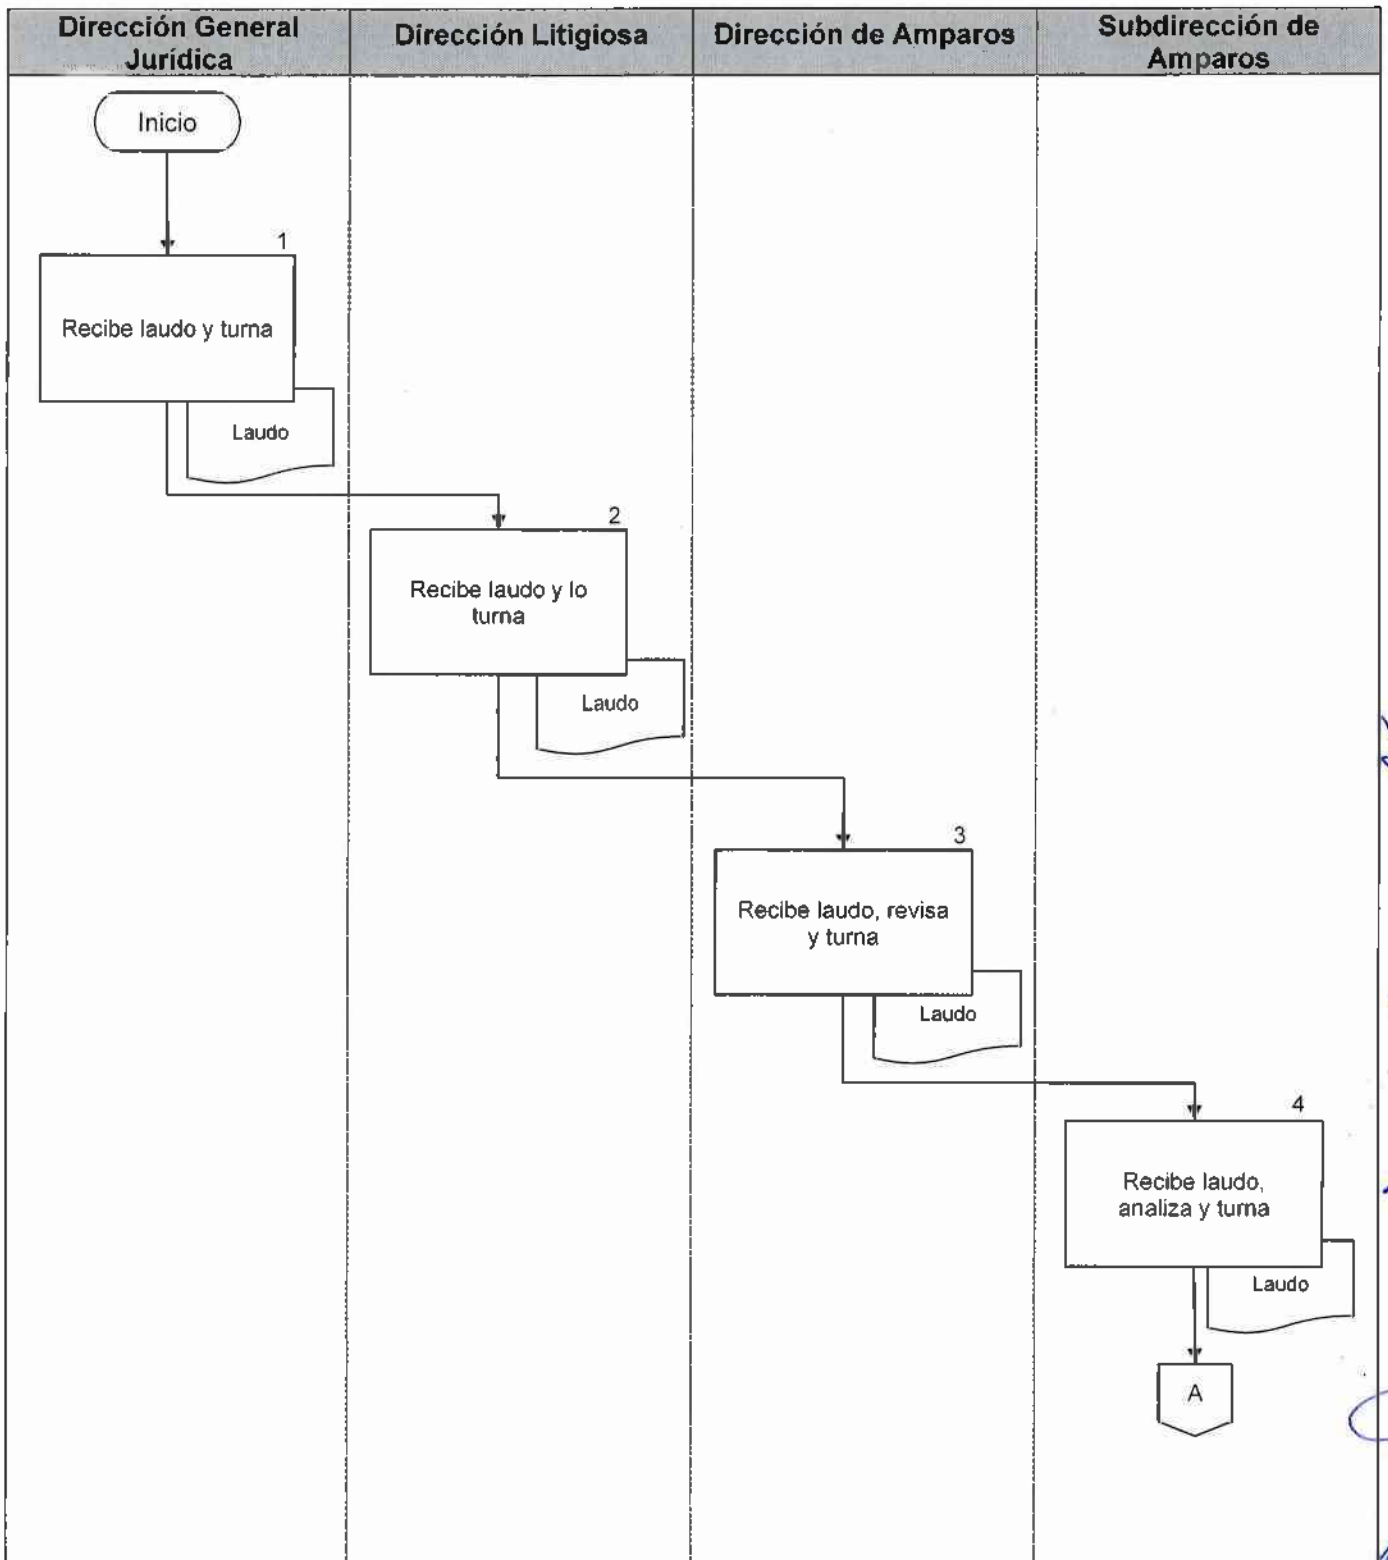 Dirección General
Jurídica
Dirección Litigiosa
Dirección de Amparos
Subdirección de
Amparos
Inicio
1
Recibe laudo y turna
Laudo
2
Recibe laudo y lo
turna
Laudo
3
Recibe laudo, revisa
y turna
Laudo
4
Recibe laudo,
analiza y turna
Laudo
A